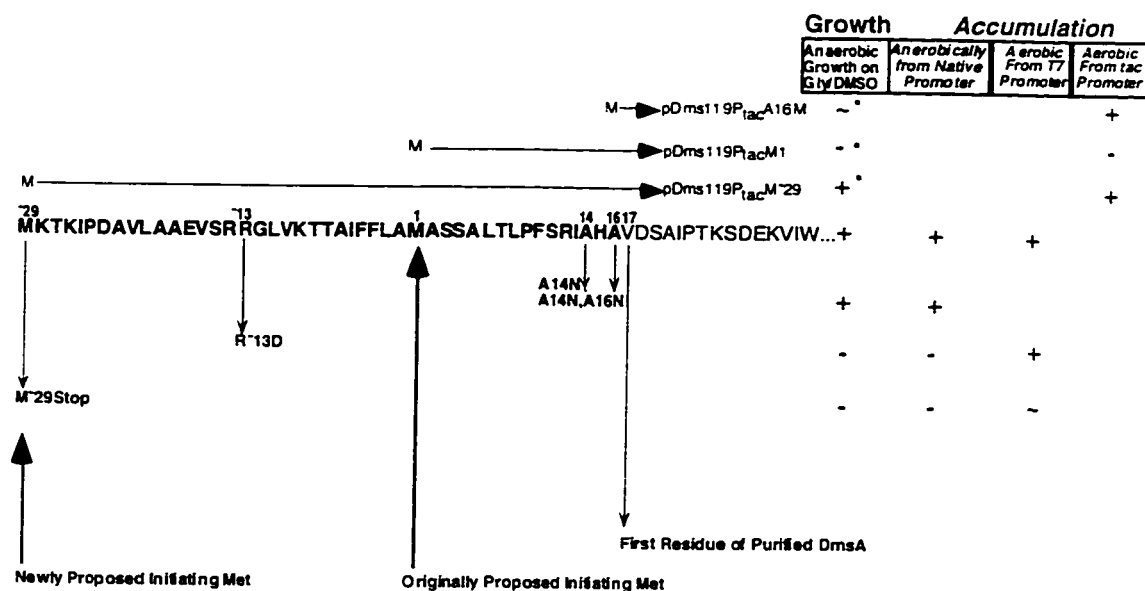 Growth Accumulation
Anaerobic Growth on Gly/DMSO
Anerobically from Native Promoter
Aerobic From T7 Promoter
Aerobic From tac Promoter
M pDms119PtacA16M ~* +
M pDms119PtacM1 -* -
M pDms119PtacM-29 +* +
-29 -13 1 14 16 17
MKTKIPDAVLAAEVSRRGLVKTTAIFFLAMASSALTLPFSRIAHAVDSAIPTKSDEKVIW... + + +
A14N
A14N,A16N + +
R-13D - - +
M-29Stop - - ~
First Residue of Purified DmsA
Newly Proposed Initiating Met
Originally Proposed Initiating Met